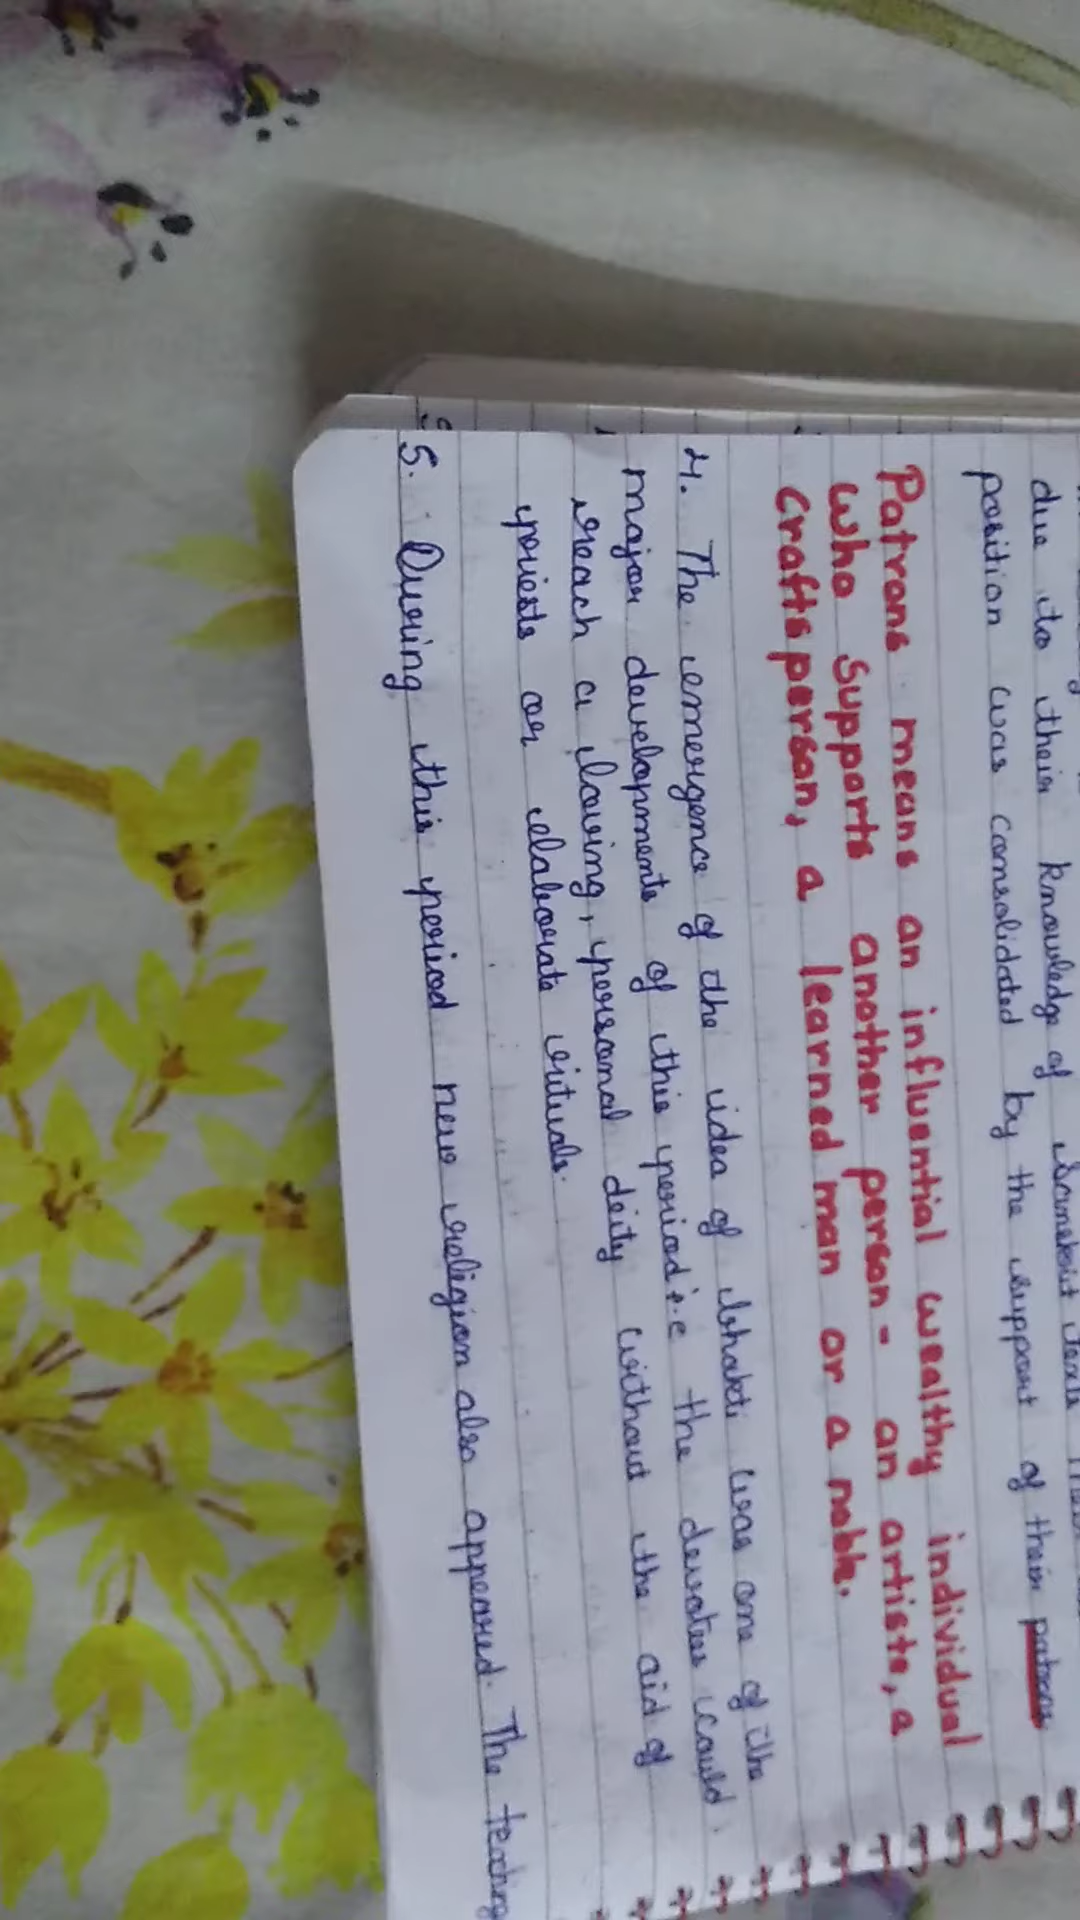 due to their knowledge of Sanskrit texts
position was consolidated by the support of their patrons
Patrons means an influential wealthy individual
who supports another person - an artists, a
craftsperson, a learned man or a noble.
4. The emergence of the idea of bhakti was one of the
major developments of this period i.e the devotees could
reach a loving, personal deity without the aid of
priests or elaborate rituals.
5. During this period new religion also appeared. The teaching